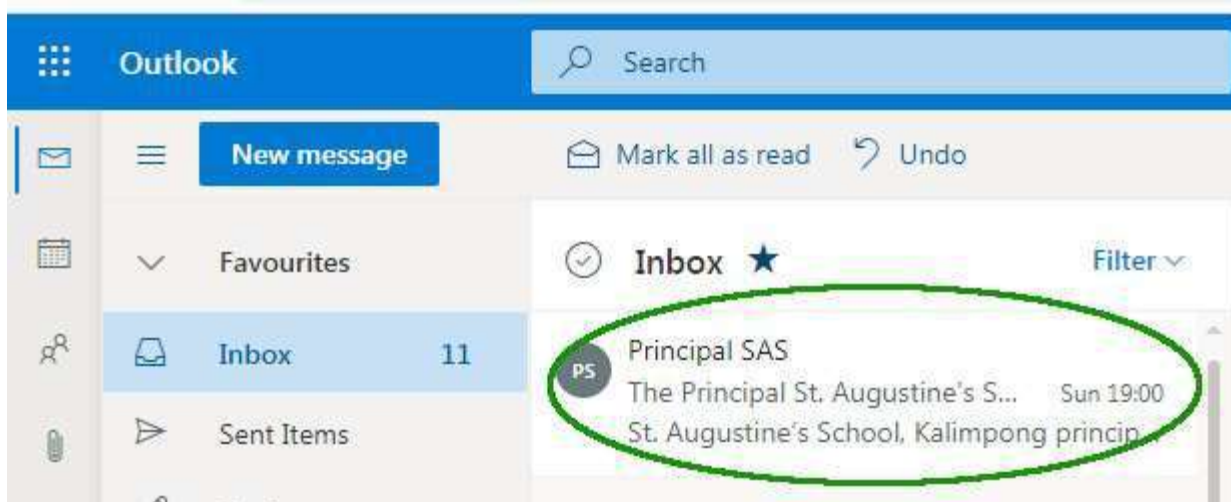 Outlook
Search
New message
Mark all as read
Undo
Favourites
Inbox
Filter
Inbox 11
PS
Principal SAS
The Principal St. Augustine's S... Sun 19:00
St. Augustine's School, Kalimpong princip
Sent Items